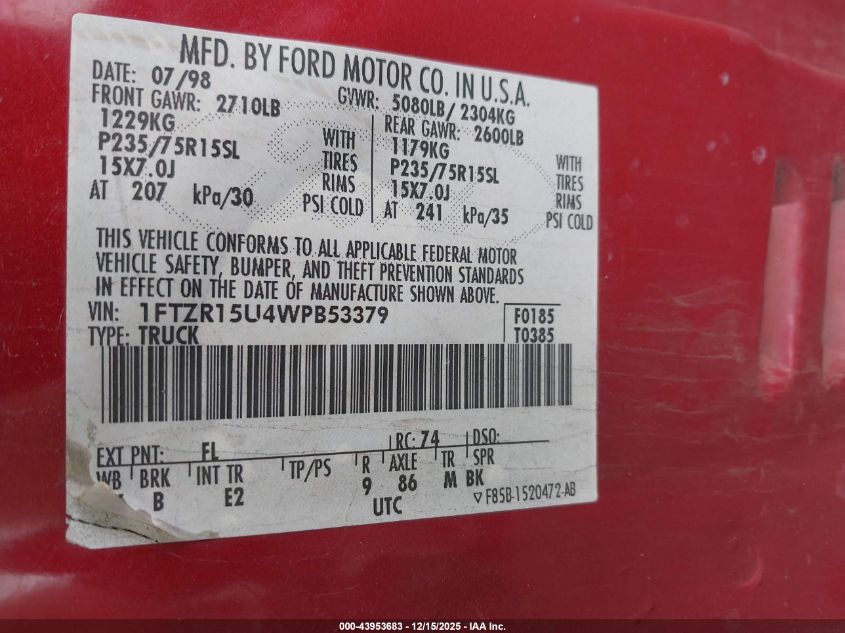 MFD. BY FORD MOTOR CO. IN U.S.A.
DATE: 07/98 GVWR: 5080LB/ 2304KG
FRONT GAWR: 2710LB REAR GAWR: 2600LB
1229KG WITH 1179KG WITH
P235/75R15SL TIRES P235/75R15SL TIRES
15X7.0J RIMS 15X7.0J RIMS
AT 207 kPa/30 PSI COLD AT 241 kPa/35 PSI COLD
THIS VEHICLE CONFORMS TO ALL APPLICABLE FEDERAL MOTOR
VEHICLE SAFETY, BUMPER, AND THEFT PREVENTION STANDARDS
IN EFFECT ON THE DATE OF MANUFACTURE SHOWN ABOVE.
VIN: 1FTZR15U4WPB53379 F0185
TYPE: TRUCK T0385
EXT PNT: FL RC: 74 DSO:
WB BRK INT TR TP/PS R AXLE TR SPR
B E2 9 86 M BK
UTC ▽F85B-1520472-AB
000-43953683 - 12/15/2025 - IAA Inc.